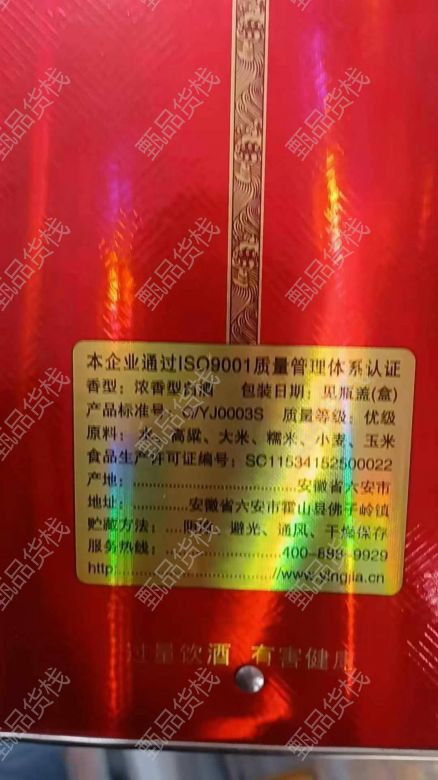 本企业通过ISO9001质量管理体系认证
香型：浓香型白酒 包装日期：见瓶盖(盒)
产品标准号：Q/YJ0003S 质量等级：优级
原料：水、高粱、大米、糯米、小麦、玉米
食品生产许可证编号：SC11534152500022
产地：安徽省六安市
地址：安徽省六安市霍山县佛子岭镇
贮藏方法：阴凉、避光、通风、干燥保存
服务热线：400-893-9929
http://www.yingjia.cn
过量饮酒 有害健康
甄品货栈